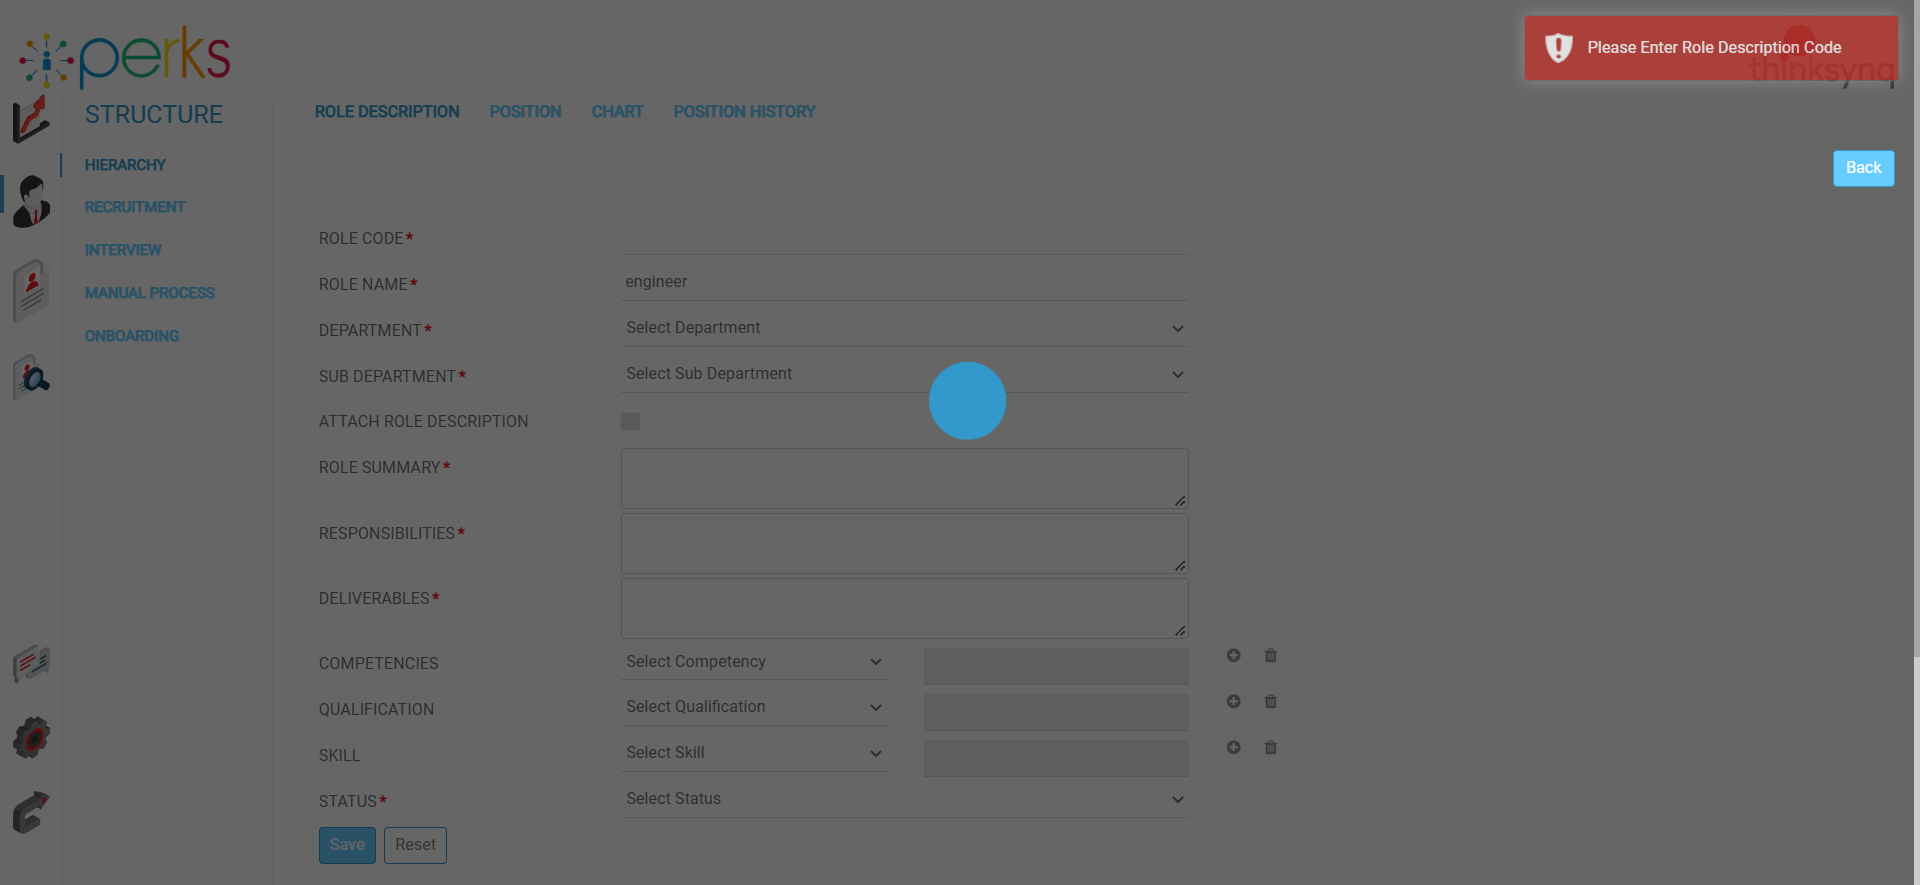 perks
Please Enter Role Description Code
thinksynq
STRUCTURE
ROLE DESCRIPTION POSITION CHART POSITION HISTORY
Back
HIERARCHY
RECRUITMENT
INTERVIEW
MANUAL PROCESS
ONBOARDING
ROLE CODE*
ROLE NAME* engineer
DEPARTMENT* Select Department
SUB DEPARTMENT* Select Sub Department
ATTACH ROLE DESCRIPTION
ROLE SUMMARY*
RESPONSIBILITIES*
DELIVERABLES*
COMPETENCIES Select Competency
QUALIFICATION Select Qualification
SKILL Select Skill
STATUS* Select Status
Save Reset